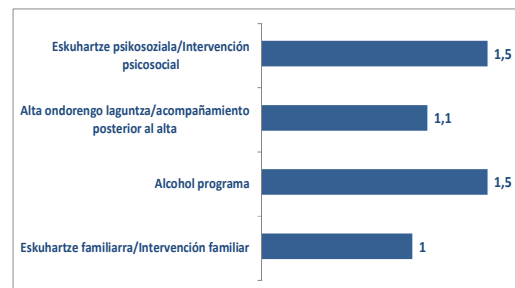 Eskuhartze psikosoziala/Intervención
psicosocial
1,5
Alta ondorengo laguntza/acompañamiento
posterior al alta
1,1
Alcohol programa
1,5
Eskuhartze familiarra/Intervención familiar
1